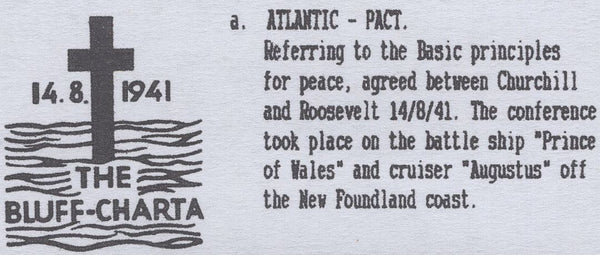 14.8. 1941
THE
BLUFF-CHARTA
a. ATLANTIC - PACT.
Referring to the Basic principles
for peace, agreed between Churchill
and Roosevelt 14/8/41. The conference
took place on the battle ship "Prince
of Wales" and cruiser "Augustus" off
the New Foundland coast.